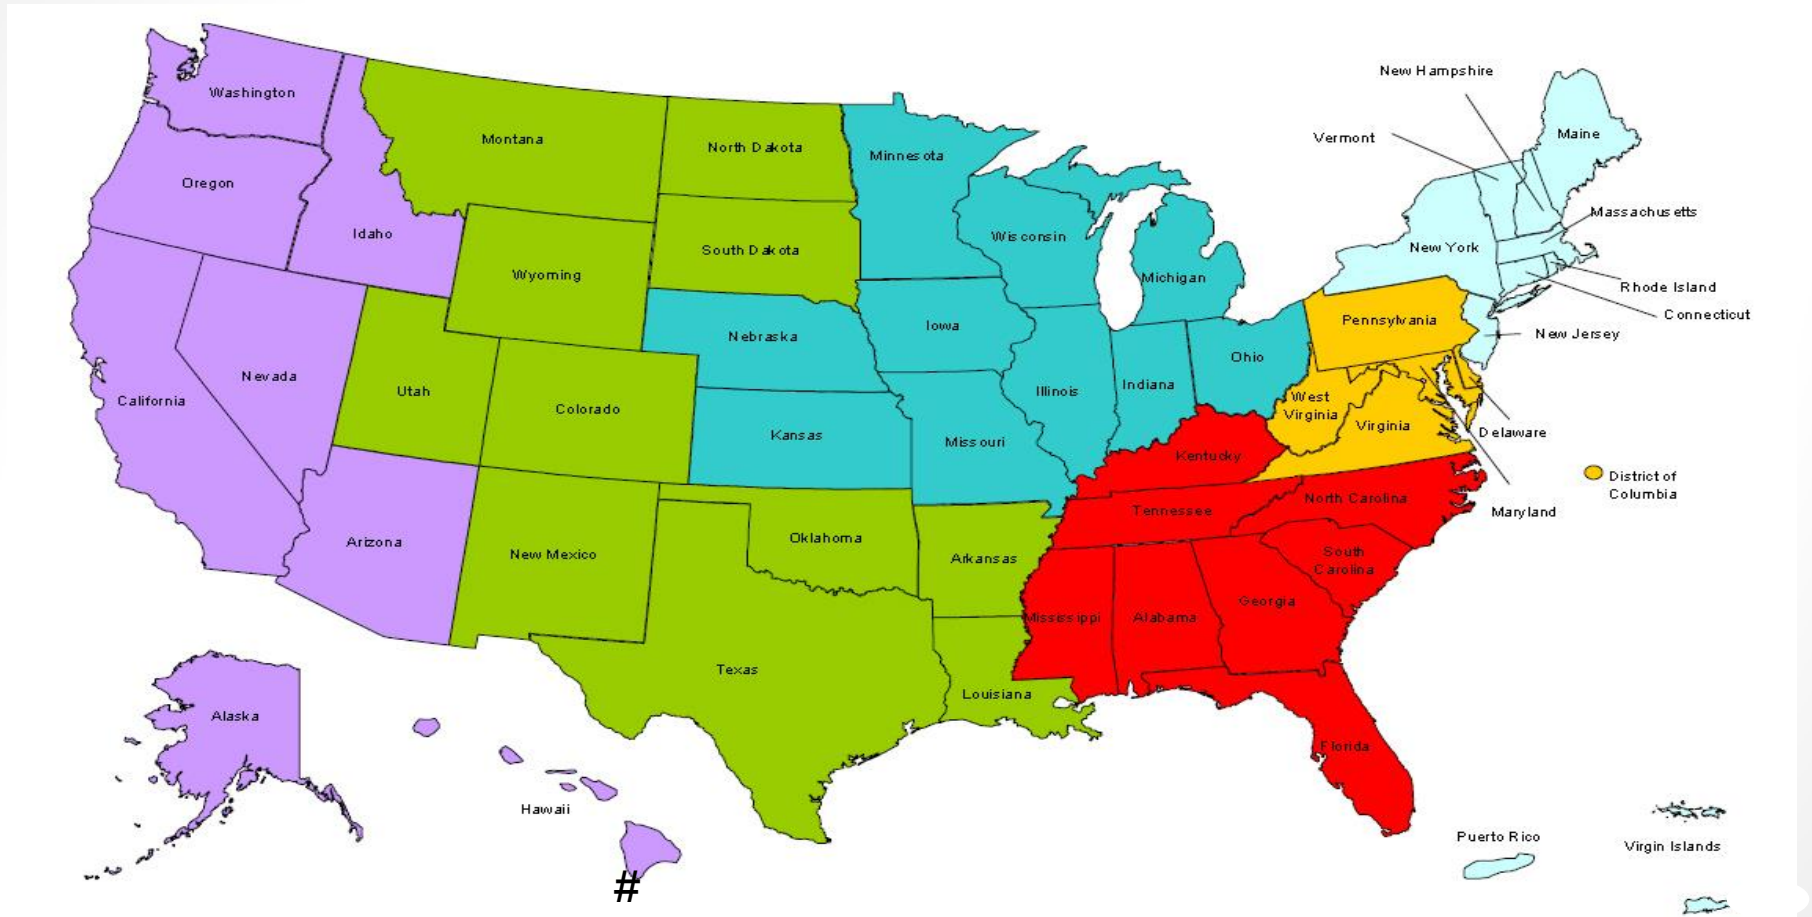 New Hampshire
Washington
Maine
Vermont
Montana
North Dakota
Minnesota
Oregon
Massachusetts
Idaho
Wisconsin
New York
South Dakota
Wyoming
Michigan
Rhode Island
Connecticut
Pennsylvania
Iowa
New Jersey
Nebraska
Ohio
Nevada
Indiana
Utah
Illinois
California
West
Virginia
Colorado
Virginia
Delaware
Kansas
Missouri
Kentucky
District of
Columbia
North Carolina
Tennessee
Maryland
Oklahoma
Arizona
New Mexico
Arkansas
South
Carolina
Georgia
Mississippi
Alabama
Texas
Louisiana
Alaska
Florida
Hawaii
Puerto Rico
Virgin Islands
#